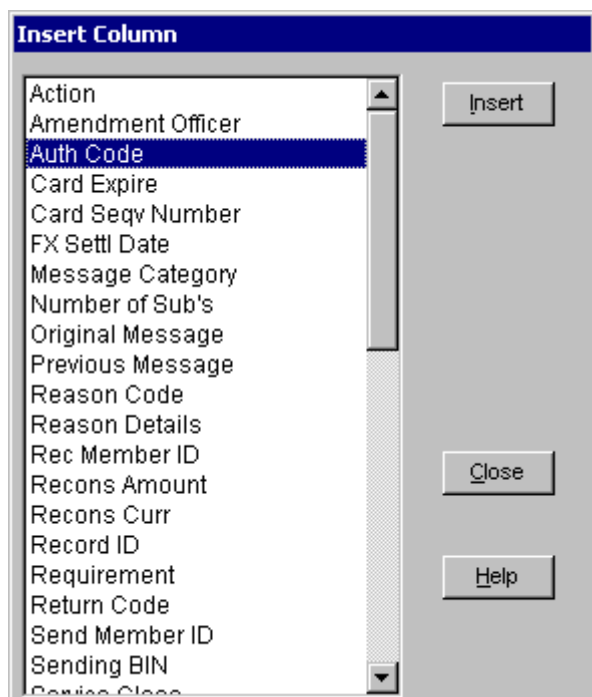 Insert Column
Action
Amendment Officer
Auth Code
Card Expire
Card Seqv Number
FX Settl Date
Message Category
Number of Sub's
Original Message
Previous Message
Reason Code
Reason Details
Rec Member ID
Recons Amount
Recons Curr
Record ID
Requirement
Return Code
Send Member ID
Sending BIN
Insert
Close
Help